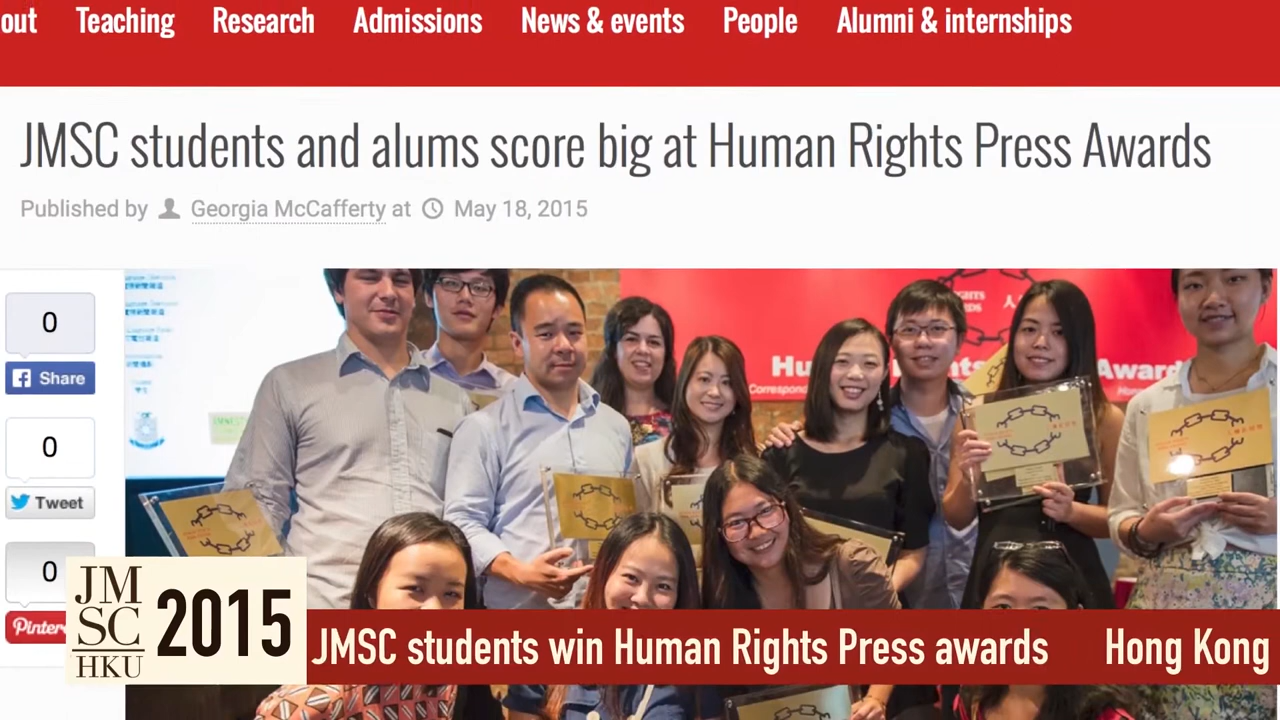 out Teaching Research Admissions News & events People Alumni & internships
JMSC students and alums score big at Human Rights Press Awards
Published by Georgia McCafferty at May 18, 2015
0
Share
0
Tweet
0
Pinter
JM
SC
HKU
2015
JMSC students win Human Rights Press awards Hong Kong